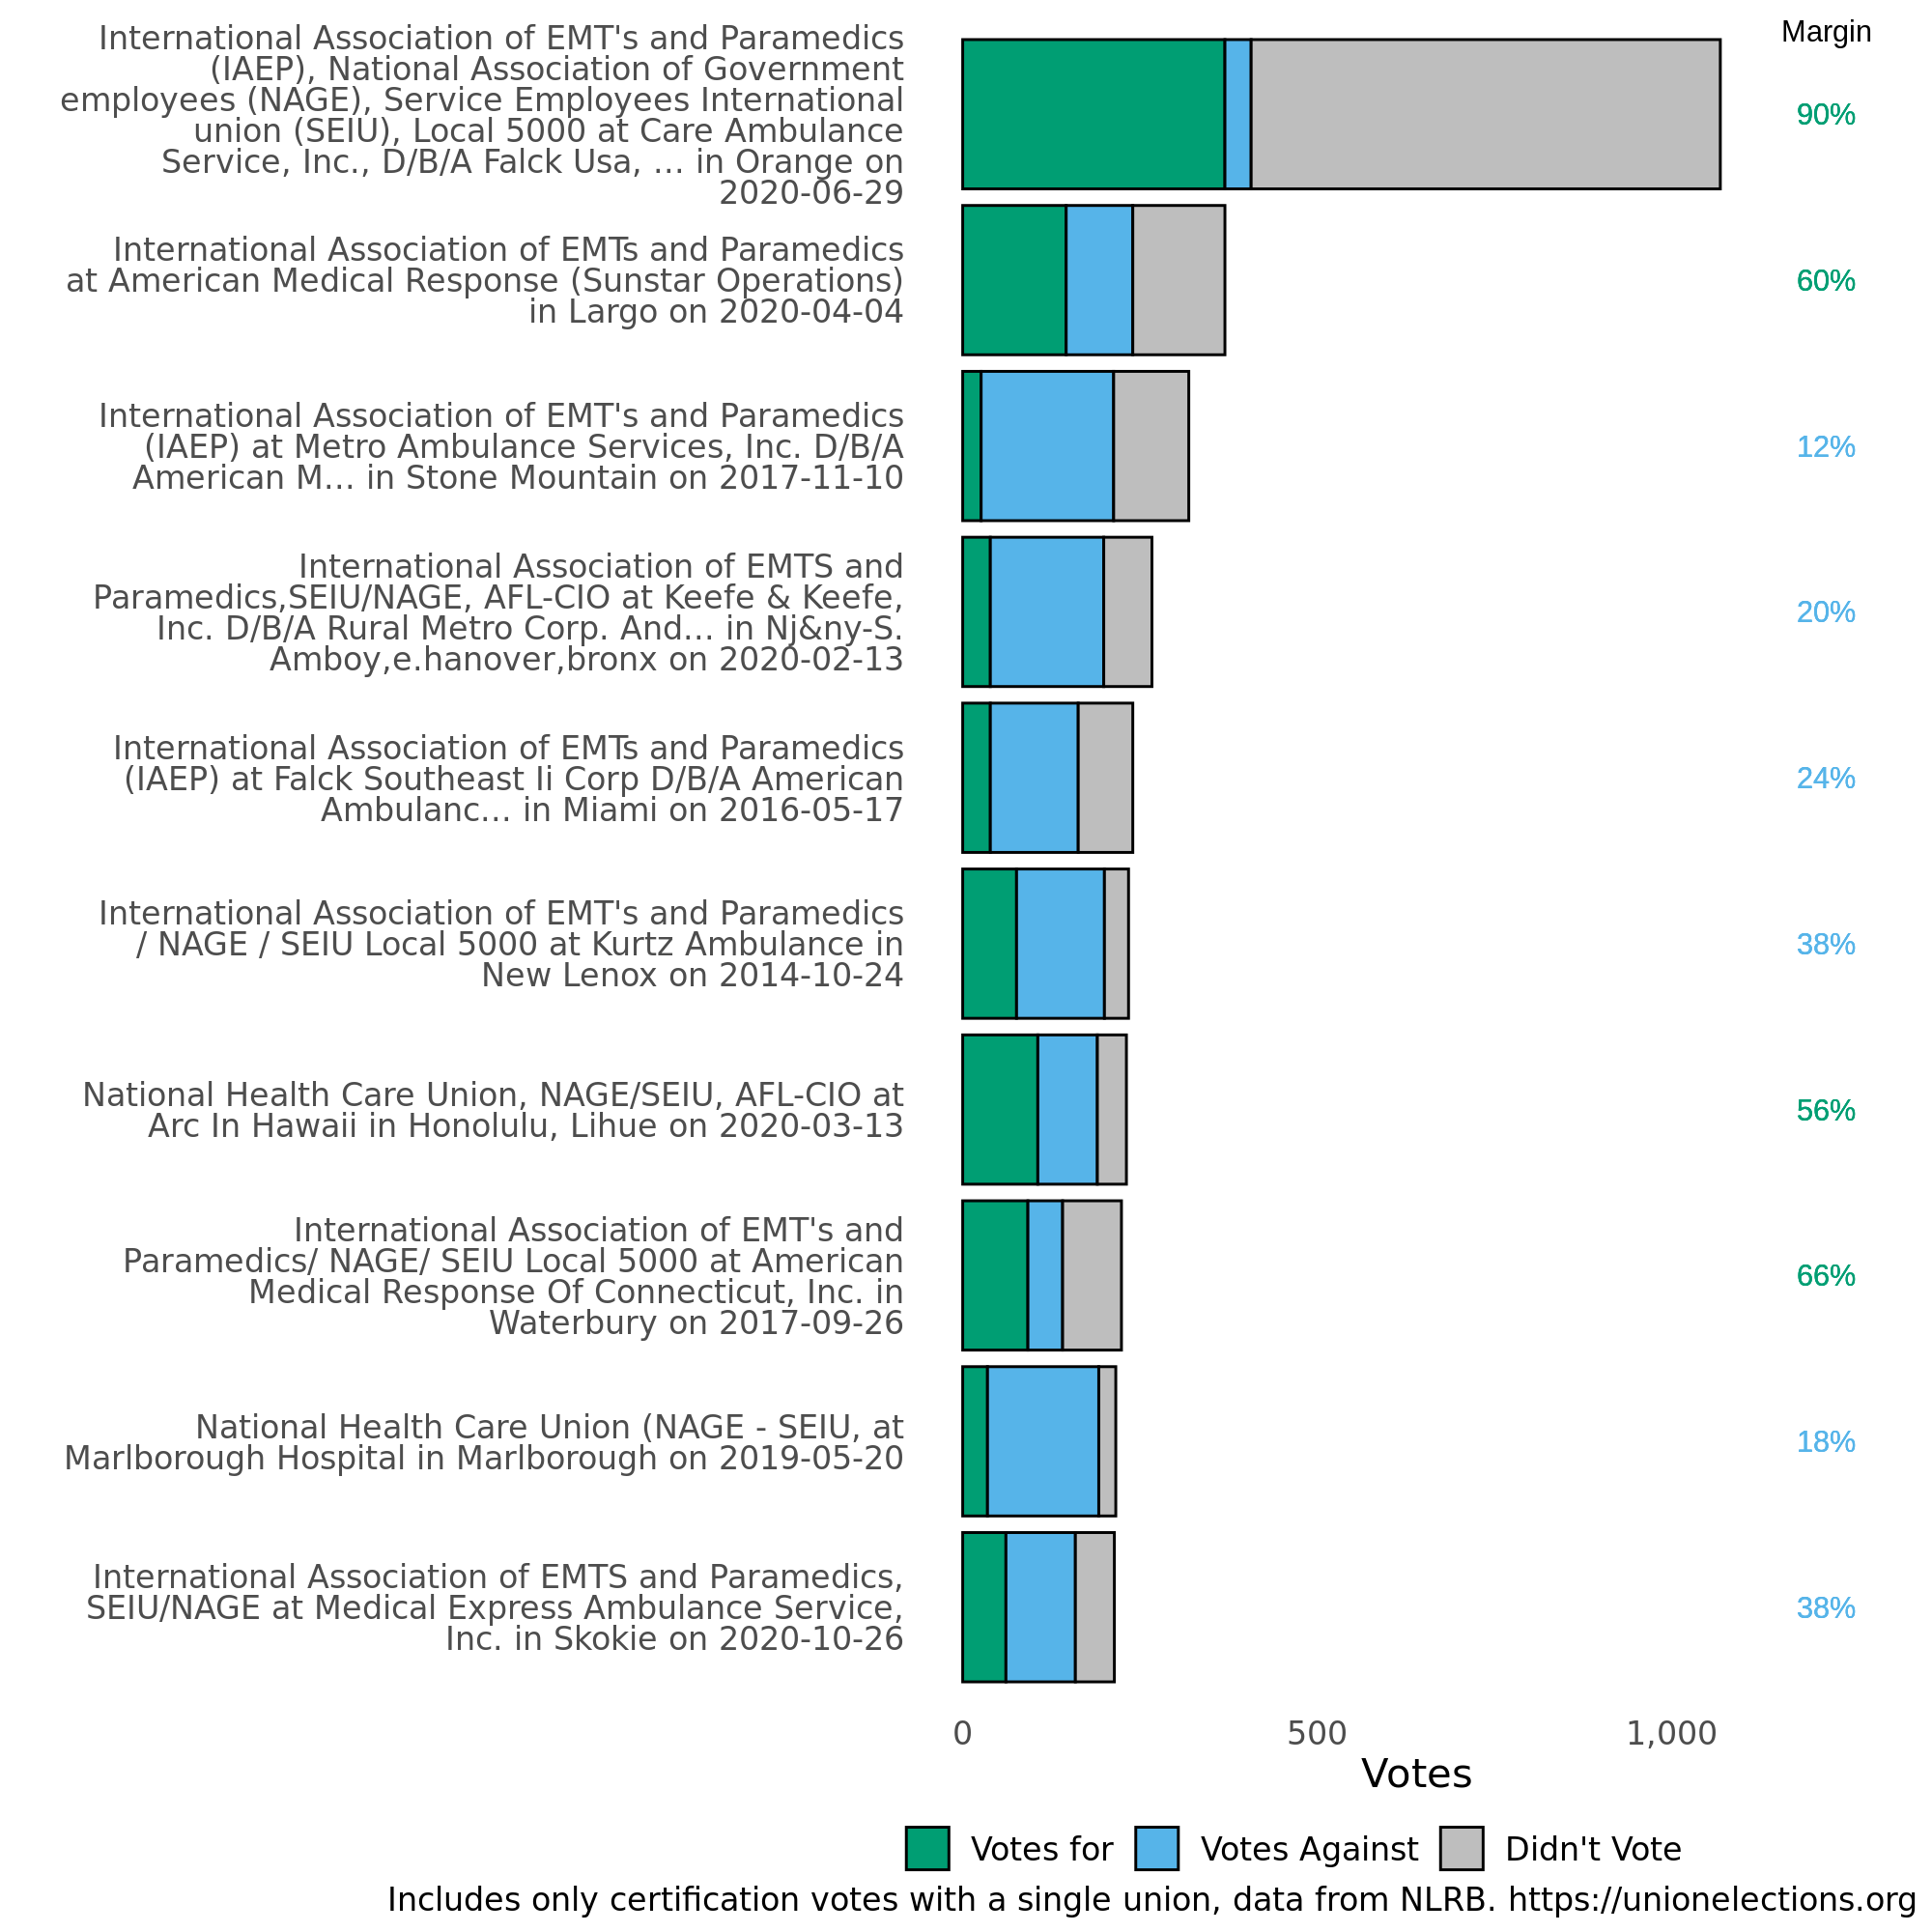 Margin
International Association of EMT's and Paramedics
(IAEP), National Association of Government
employees (NAGE), Service Employees International
union (SEIU), Local 5000 at Care Ambulance
Service, Inc., D/B/A Falck Usa, … in Orange on
2020-06-29
90%
International Association of EMTs and Paramedics
at American Medical Response (Sunstar Operations)
in Largo on 2020-04-04
60%
International Association of EMT's and Paramedics
(IAEP) at Metro Ambulance Services, Inc. D/B/A
American M… in Stone Mountain on 2017-11-10
12%
International Association of EMTS and
Paramedics,SEIU/NAGE, AFL-CIO at Keefe & Keefe,
Inc. D/B/A Rural Metro Corp. And… in Nj&ny-S.
Amboy,e.hanover,bronx on 2020-02-13
20%
International Association of EMTs and Paramedics
(IAEP) at Falck Southeast Ii Corp D/B/A American
Ambulanc… in Miami on 2016-05-17
24%
International Association of EMT's and Paramedics
/ NAGE / SEIU Local 5000 at Kurtz Ambulance in
New Lenox on 2014-10-24
38%
National Health Care Union, NAGE/SEIU, AFL-CIO at
Arc In Hawaii in Honolulu, Lihue on 2020-03-13
56%
International Association of EMT's and
Paramedics/ NAGE/ SEIU Local 5000 at American
Medical Response Of Connecticut, Inc. in
Waterbury on 2017-09-26
66%
National Health Care Union (NAGE - SEIU, at
Marlborough Hospital in Marlborough on 2019-05-20
18%
International Association of EMTS and Paramedics,
SEIU/NAGE at Medical Express Ambulance Service,
Inc. in Skokie on 2020-10-26
38%
0 500 1,000
Votes
Votes for Votes Against Didn't Vote
Includes only certification votes with a single union, data from NLRB. https://unionelections.org